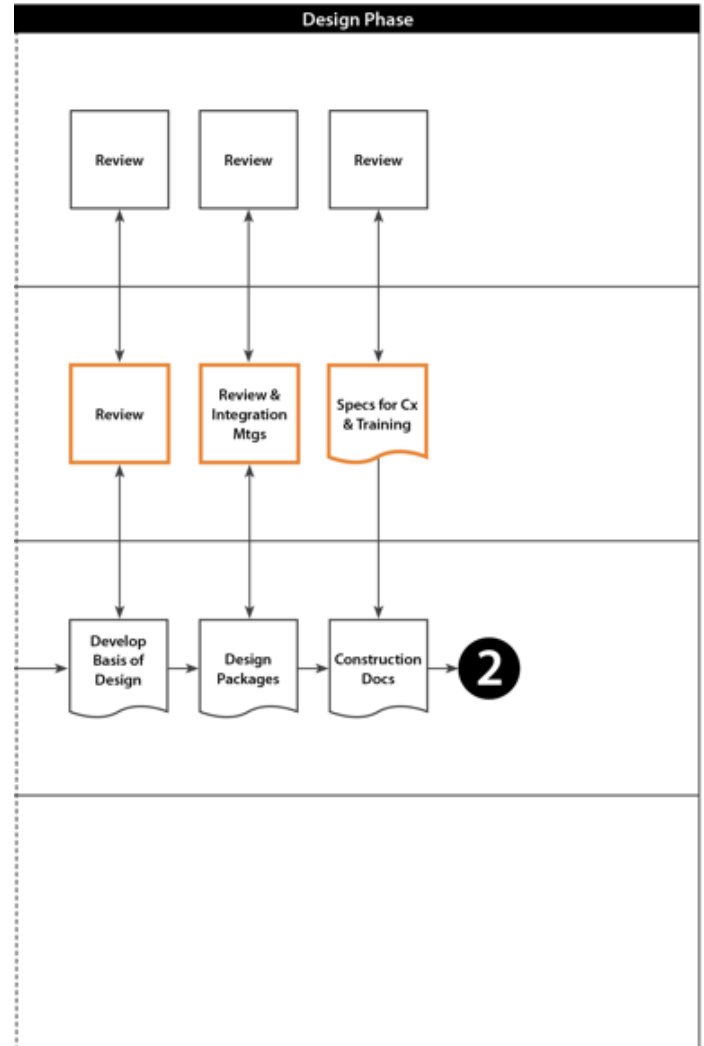 Design Phase
Review
Review
Review
Review
Review &
Integration
Mtgs
Specs for Cx
& Training
Develop
Basis of
Design
Design
Packages
Construction
Docs
2